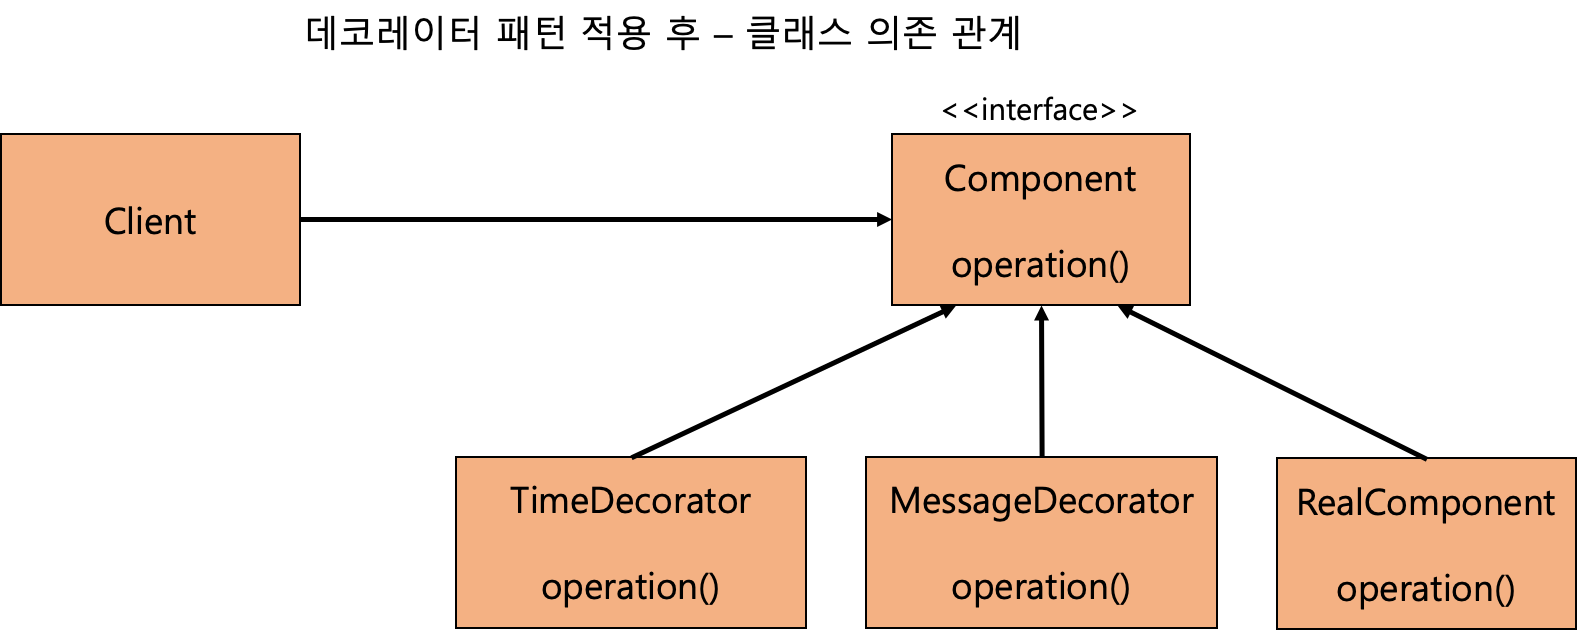 데코레이터 패턴 적용 후 – 클래스 의존 관계
<<interface>>
Component
operation()
Client
TimeDecorator
operation()
MessageDecorator
operation()
RealComponent
operation()